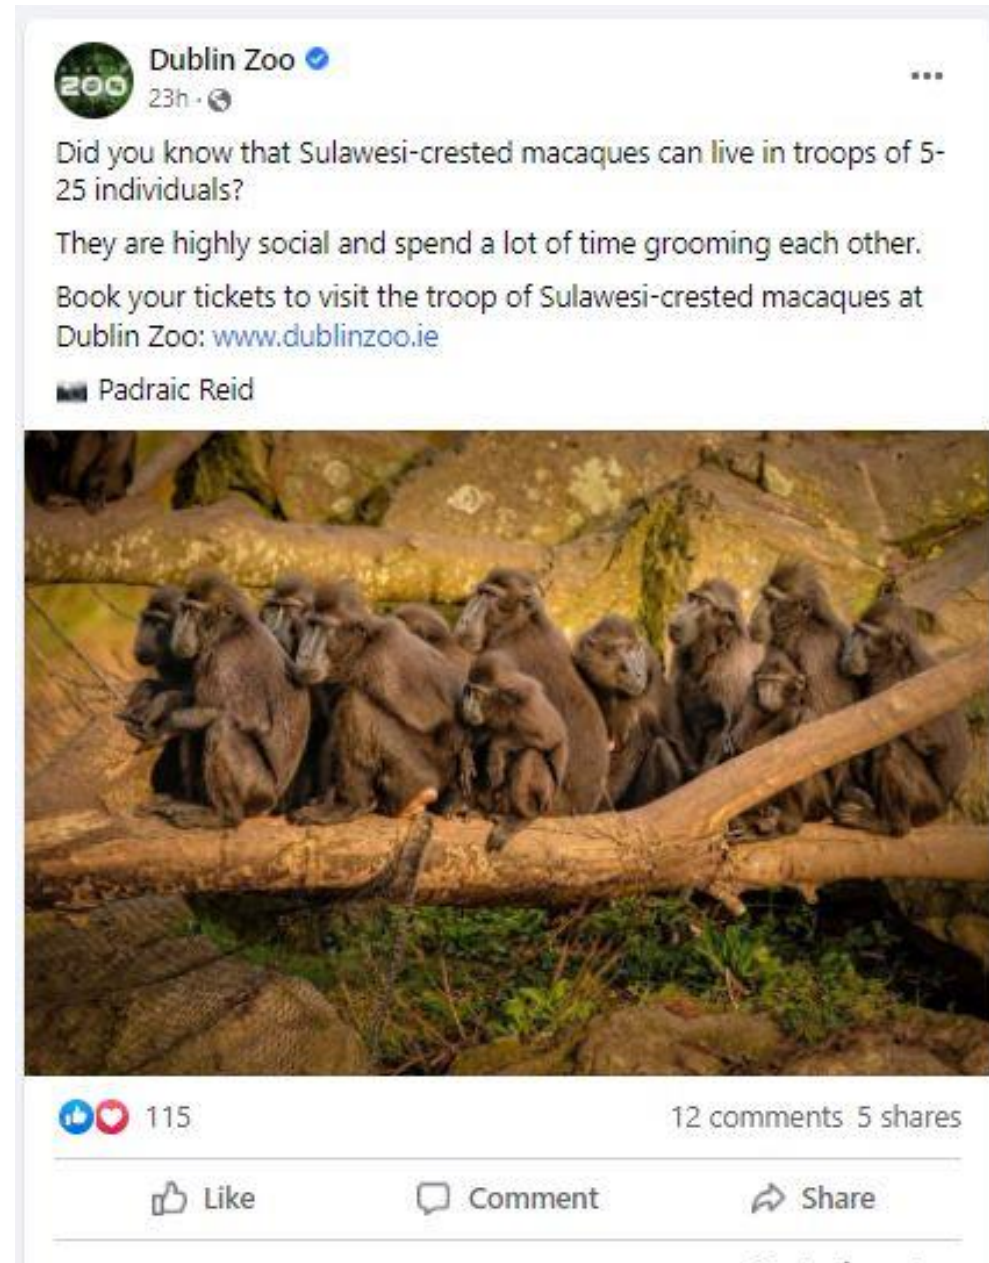 Dublin Zoo
ZOO
23h ·
Did you know that Sulawesi-crested macaques can live in troops of 5-
25 individuals?
They are highly social and spend a lot of time grooming each other.
Book your tickets to visit the troop of Sulawesi-crested macaques at
Dublin Zoo: www.dublinzoo.ie
Padraic Reid
115
12 comments 5 shares
Like
Comment
Share